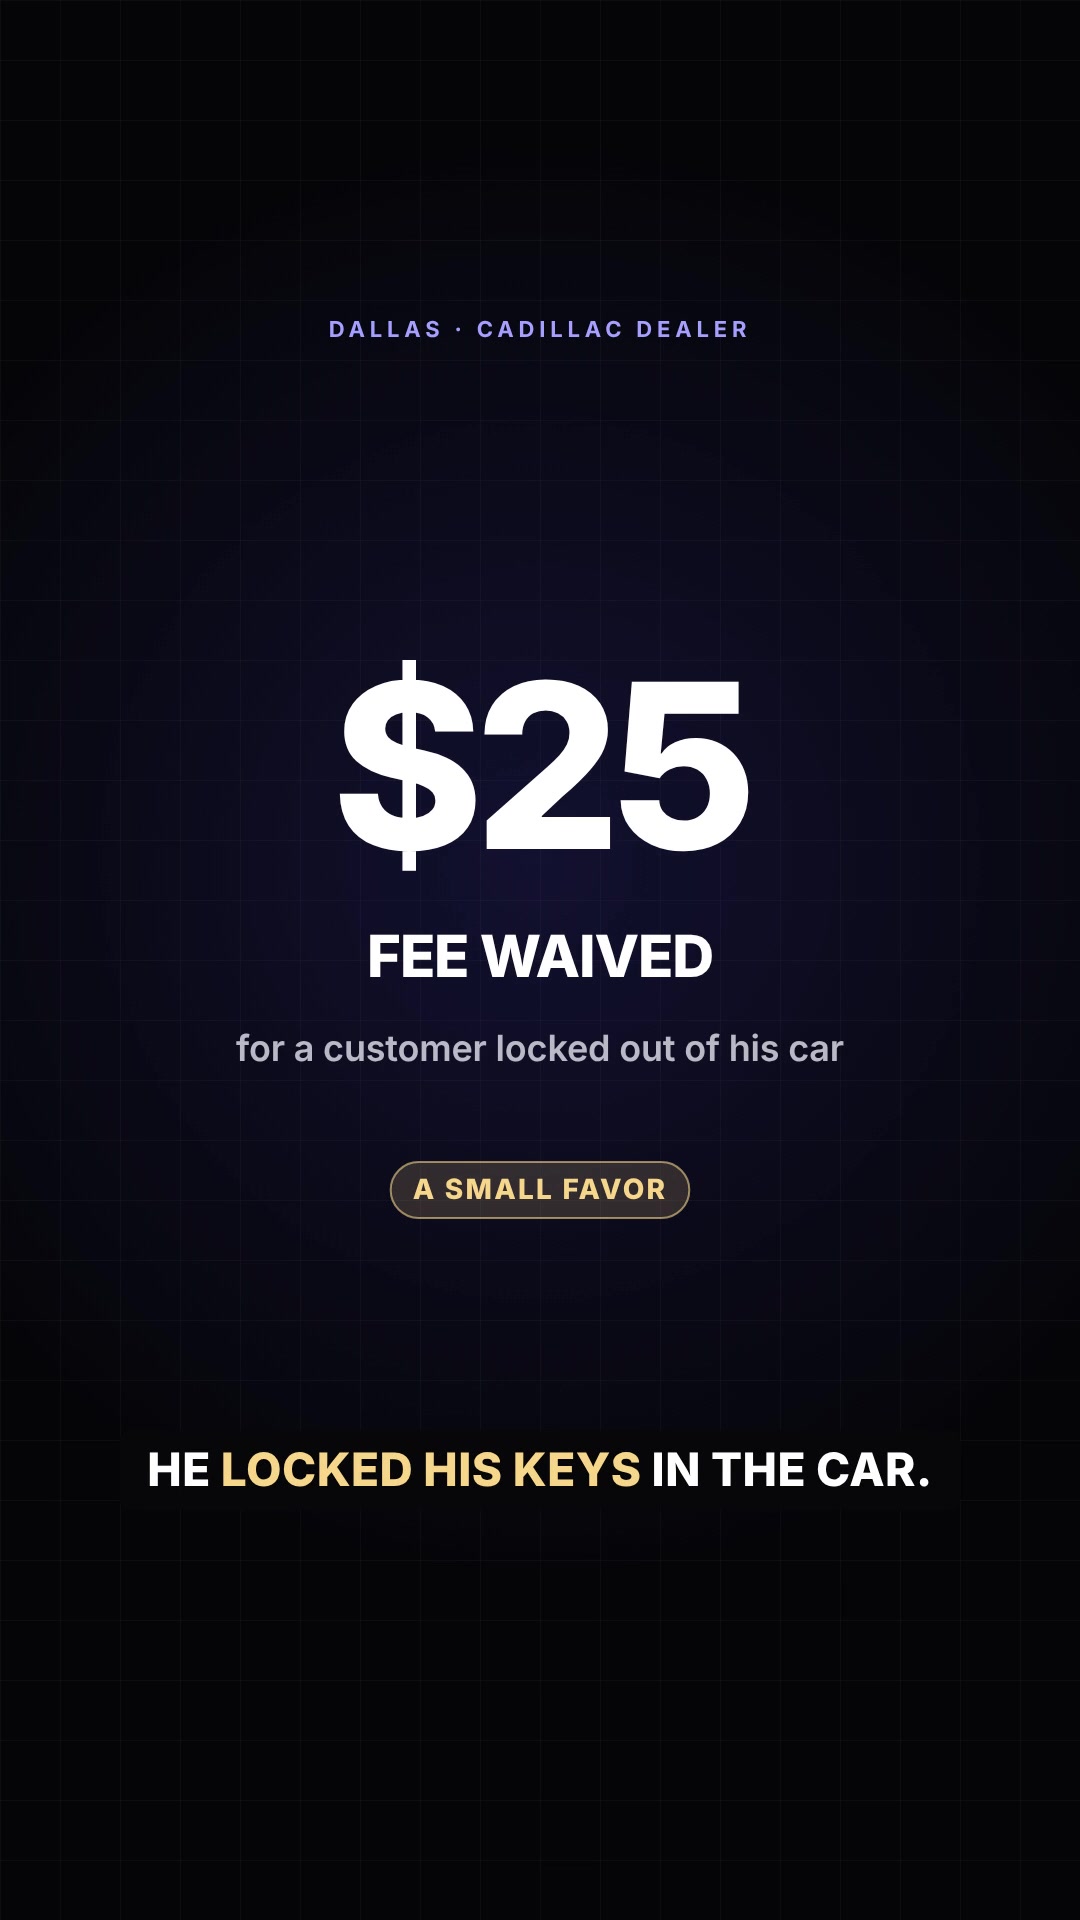 DALLAS · CADILLAC DEALER
$25
FEE WAIVED
for a customer locked out of his car
A SMALL FAVOR
HE LOCKED HIS KEYS IN THE CAR.